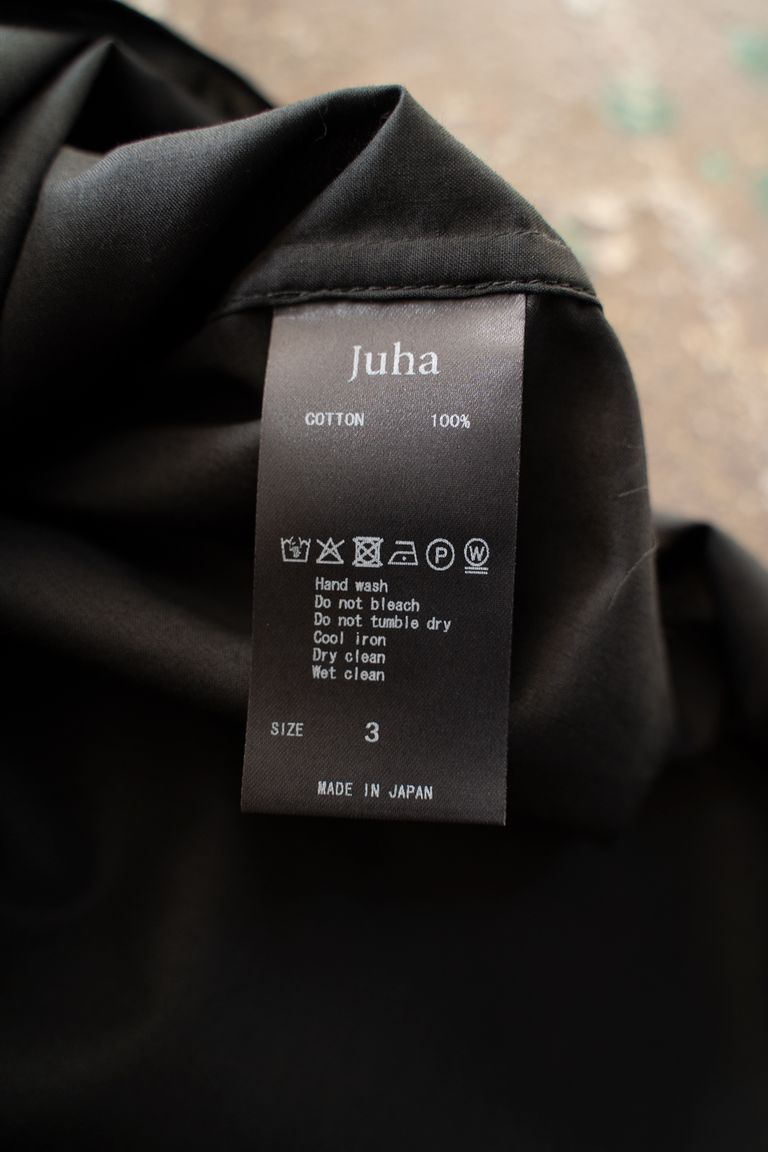 Juha
COTTON 100%
P W
Hand wash
Do not bleach
Do not tumble dry
Cool iron
Dry clean
Wet clean
SIZE 3
MADE IN JAPAN